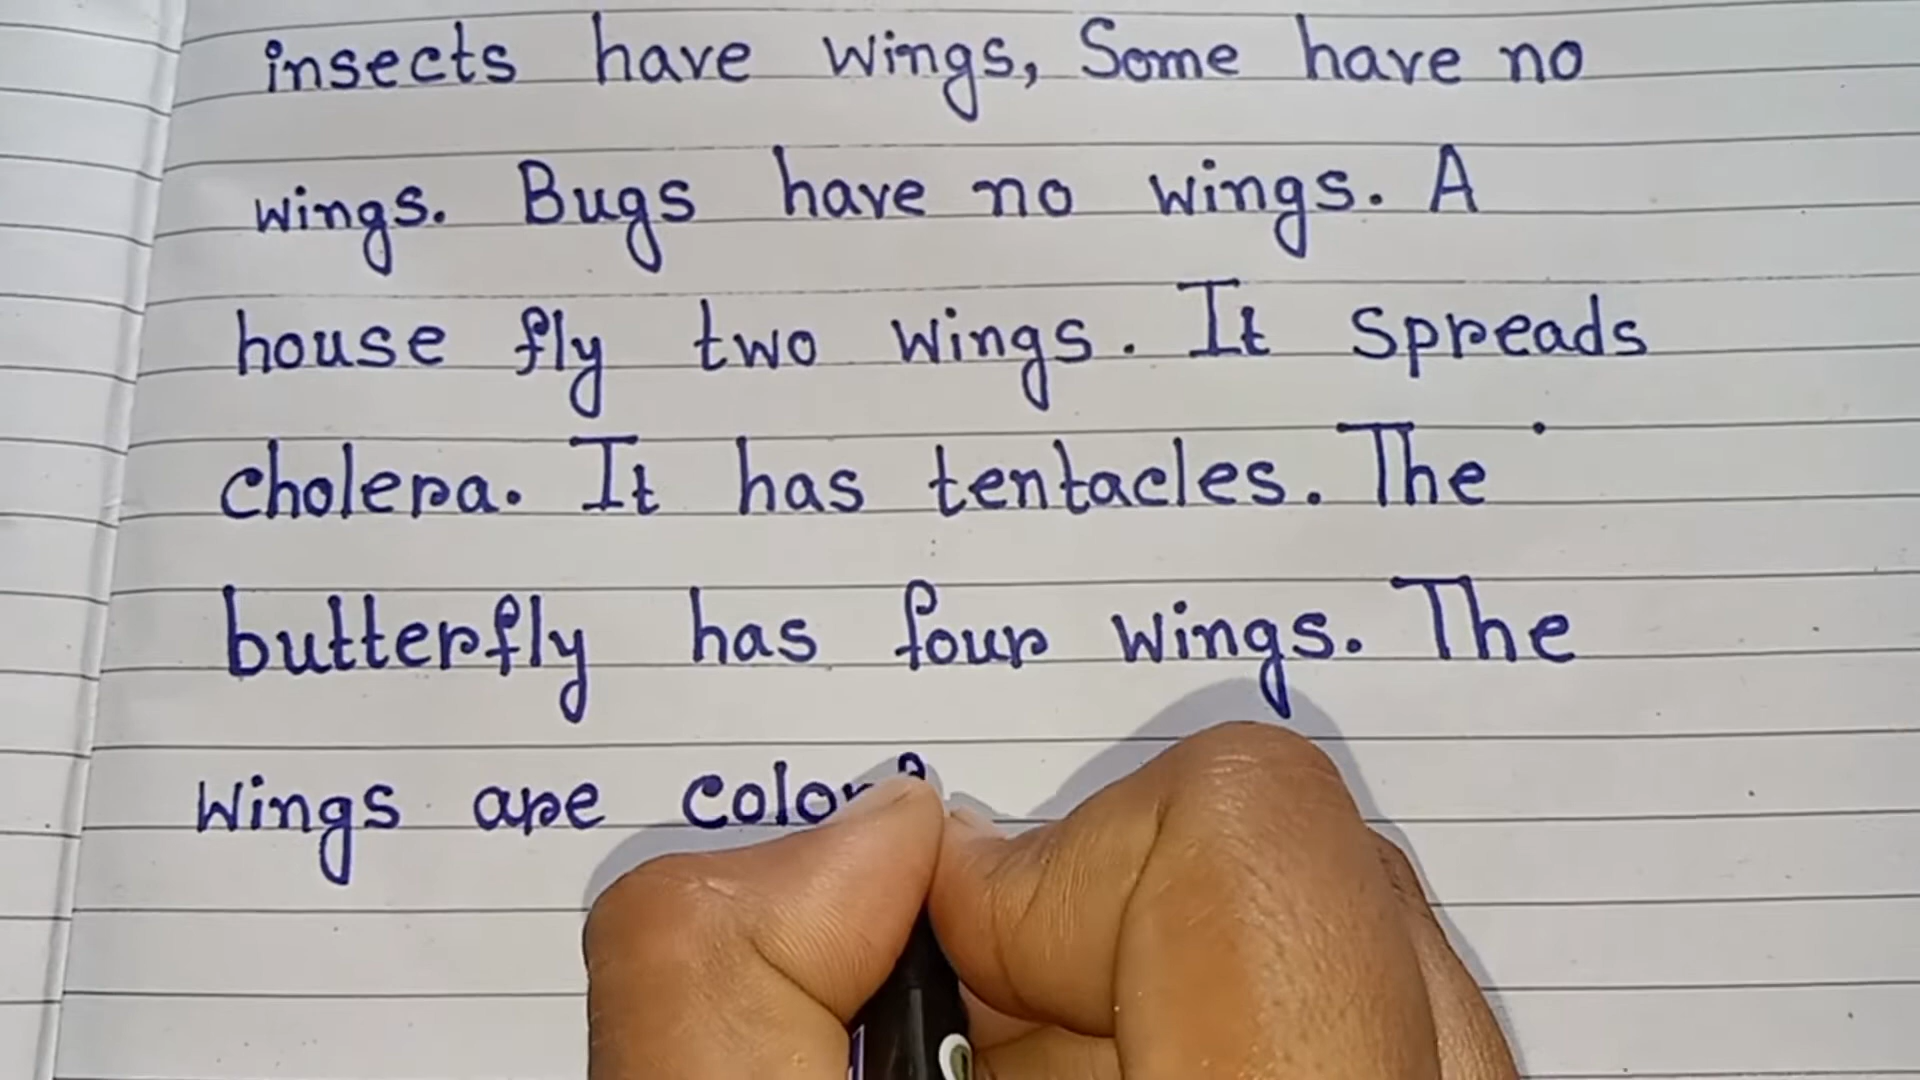 insects have wings, Some have no
wings. Bugs have no wings. A
house fly two wings. It spreads
cholera. It has tentacles. The
butterfly has four wings. The
wings are